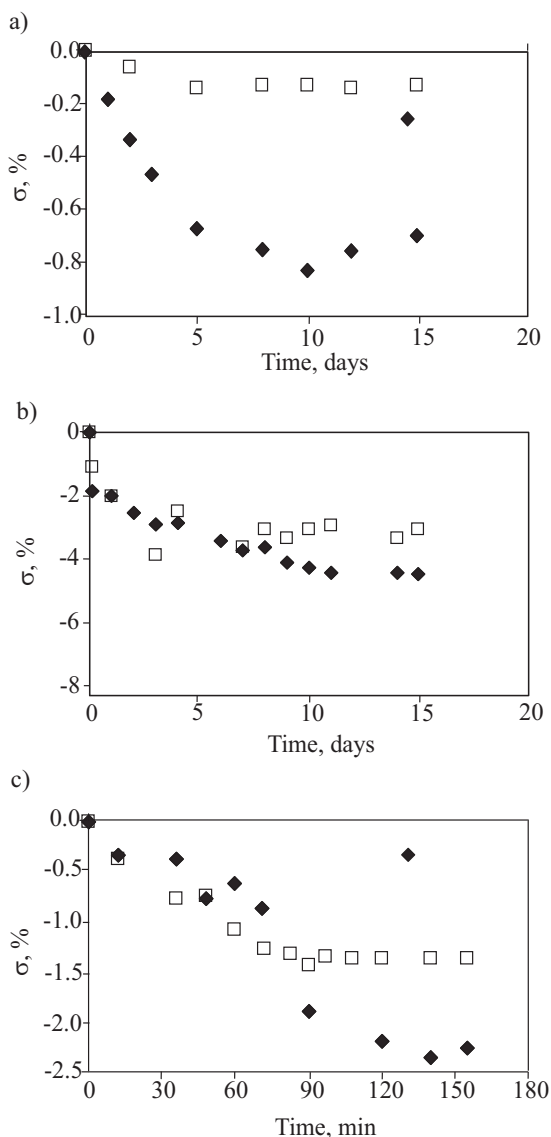 a)
0.0
-0.2
-0.4
-0.6
-0.8
-1.0
σ, %
0 5 10 15 20
Time, days
b)
0
-2
-4
-6
-8
σ, %
0 5 10 15 20
Time, days
c)
0.0
-0.5
-1.0
-1.5
-2.0
-2.5
σ, %
0 30 60 90 120 150 180
Time, min